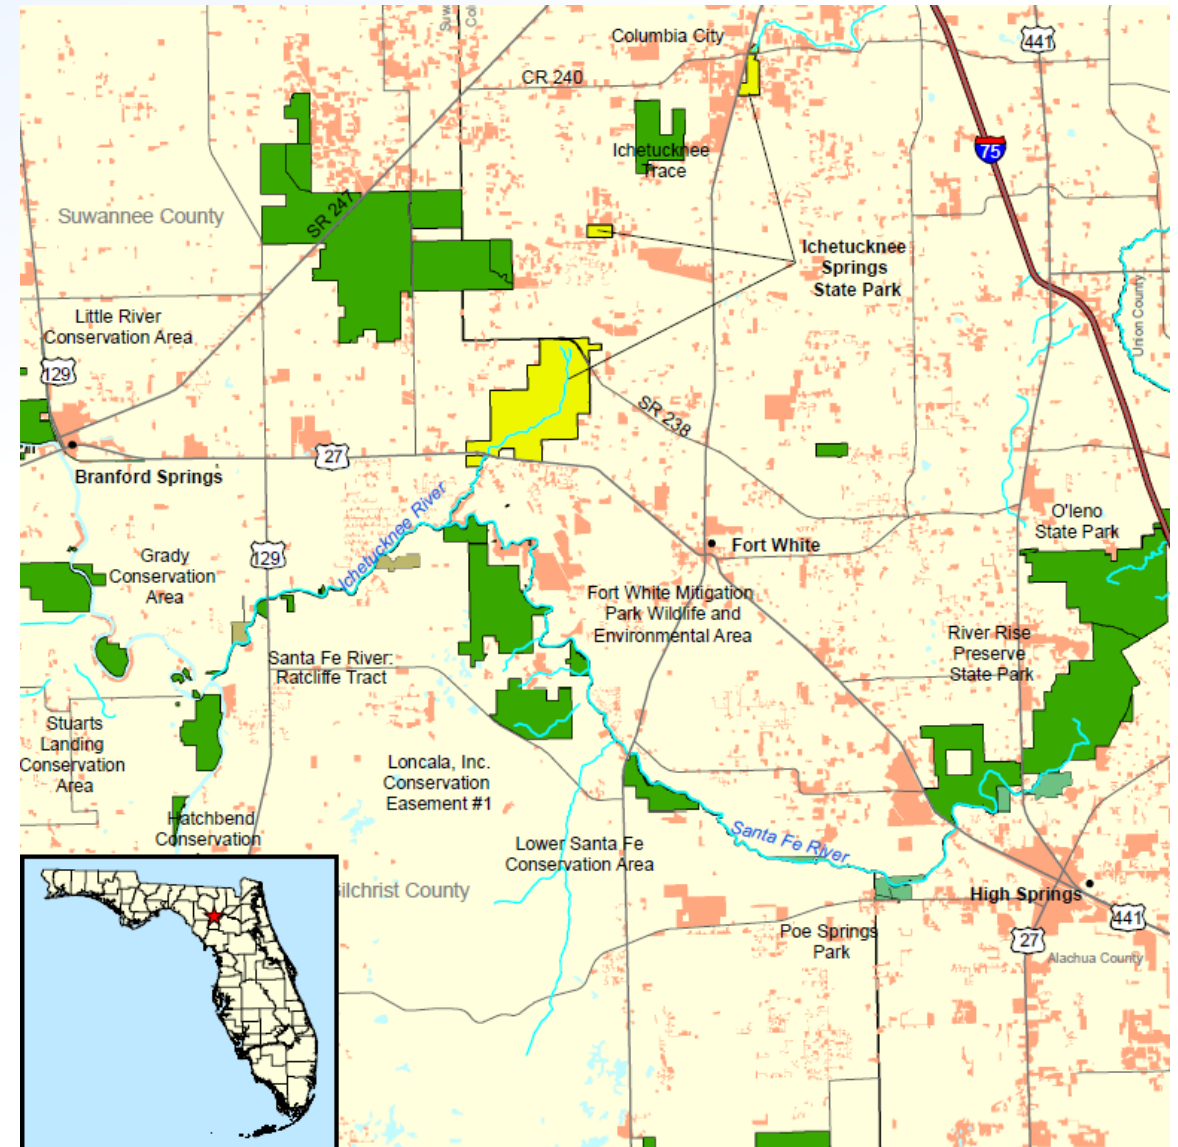 Suw
Col
Columbia City
441
CR 240
75
Ichetucknee
Trace
Suwannee County
SR 247
Ichetucknee
Springs
State Park
Union County
Little River
Conservation Area
129
SR 238
27
Branford Springs
Ichetucknee River
O'leno
State Park
Fort White
129
Grady
Conservation
Area
Fort White Mitigation
Park Wildlife and
Environmental Area
River Rise
Preserve
State Park
Santa Fe River:
Ratcliffe Tract
Stuarts
Landing
Conservation
Area
Loncala, Inc.
Conservation
Easement #1
Hatchbend
Conservation
Santa Fe River
Lower Santa Fe
Conservation Area
Gilchrist County
High Springs
441
Poe Springs
Park
27
Alachua County